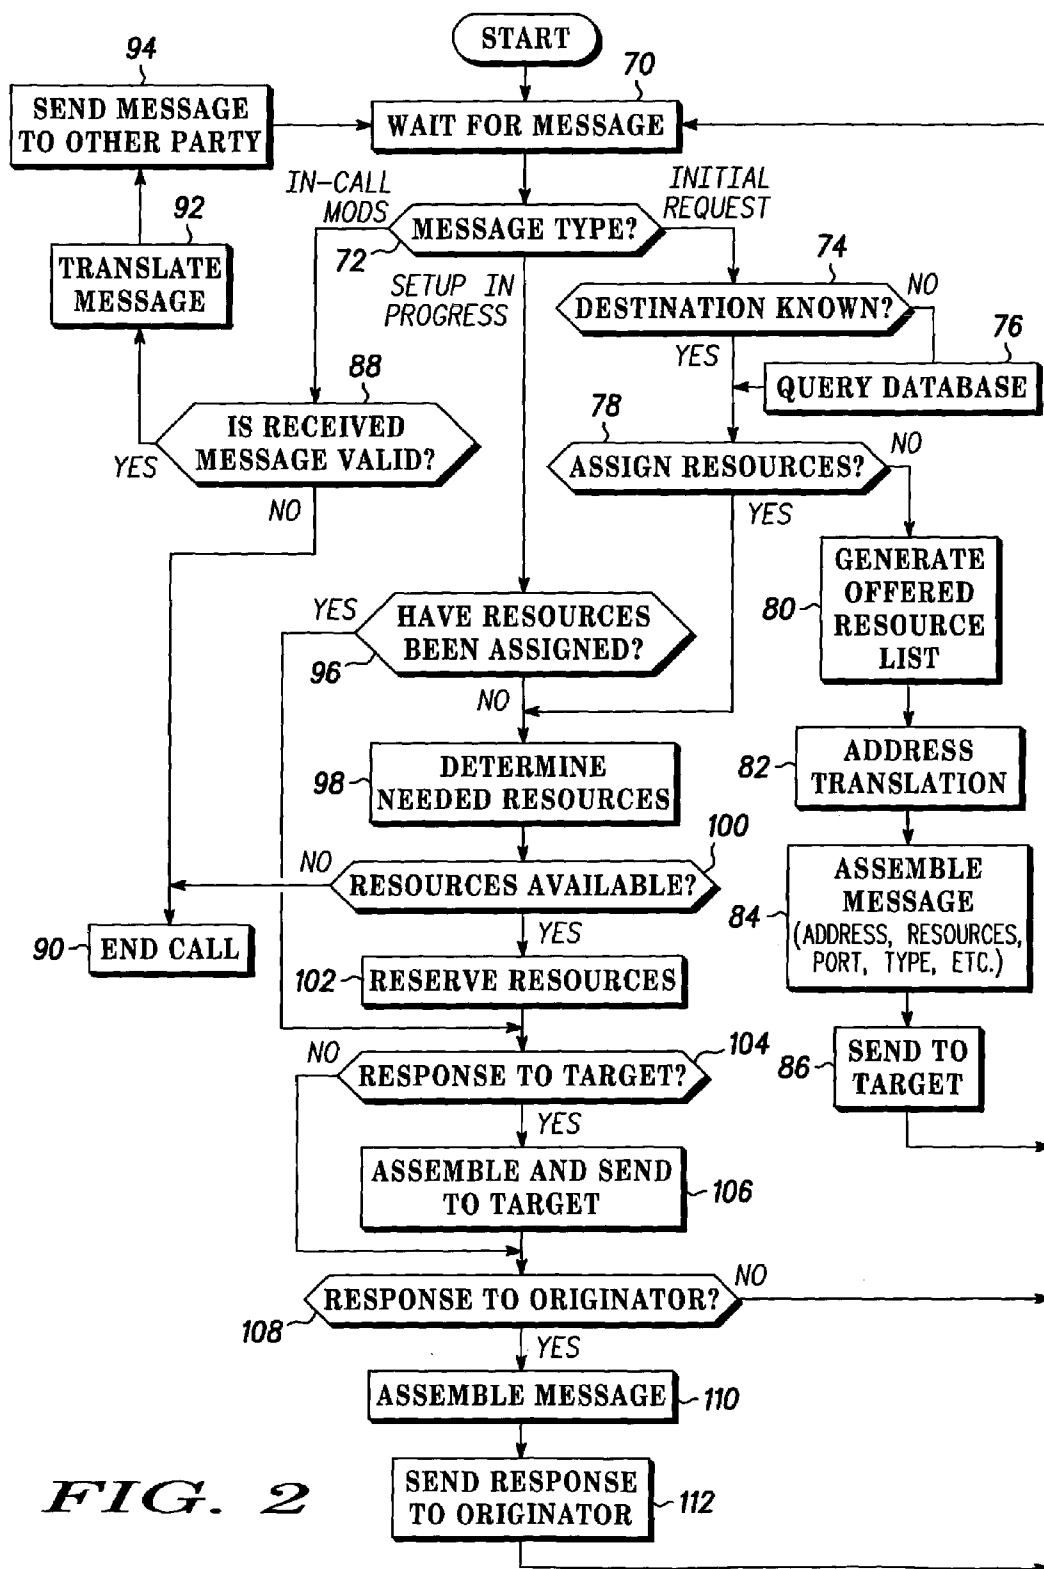 START
94
70
SEND MESSAGE
TO OTHER PARTY
WAIT FOR MESSAGE
IN-CALL
MODS
INITIAL
REQUEST
92
MESSAGE TYPE?
72
TRANSLATE
MESSAGE
SETUP IN
PROGRESS
74
DESTINATION KNOWN?
NO
YES
76
QUERY DATABASE
88
IS RECEIVED
MESSAGE VALID?
YES
NO
78
ASSIGN RESOURCES?
NO
YES
GENERATE
OFFERED
RESOURCE
LIST
80
YES
HAVE RESOURCES
BEEN ASSIGNED?
96
NO
DETERMINE
NEEDED RESOURCES
98
ADDRESS
TRANSLATION
82
100
NO
RESOURCES AVAILABLE?
YES
ASSEMBLE
MESSAGE
(ADDRESS, RESOURCES,
PORT, TYPE, ETC.)
84
90
END CALL
102
RESERVE RESOURCES
104
NO
RESPONSE TO TARGET?
YES
86
SEND TO
TARGET
ASSEMBLE AND SEND
TO TARGET
106
RESPONSE TO ORIGINATOR?
NO
108
YES
ASSEMBLE MESSAGE
110
SEND RESPONSE
TO ORIGINATOR
112
FIG. 2